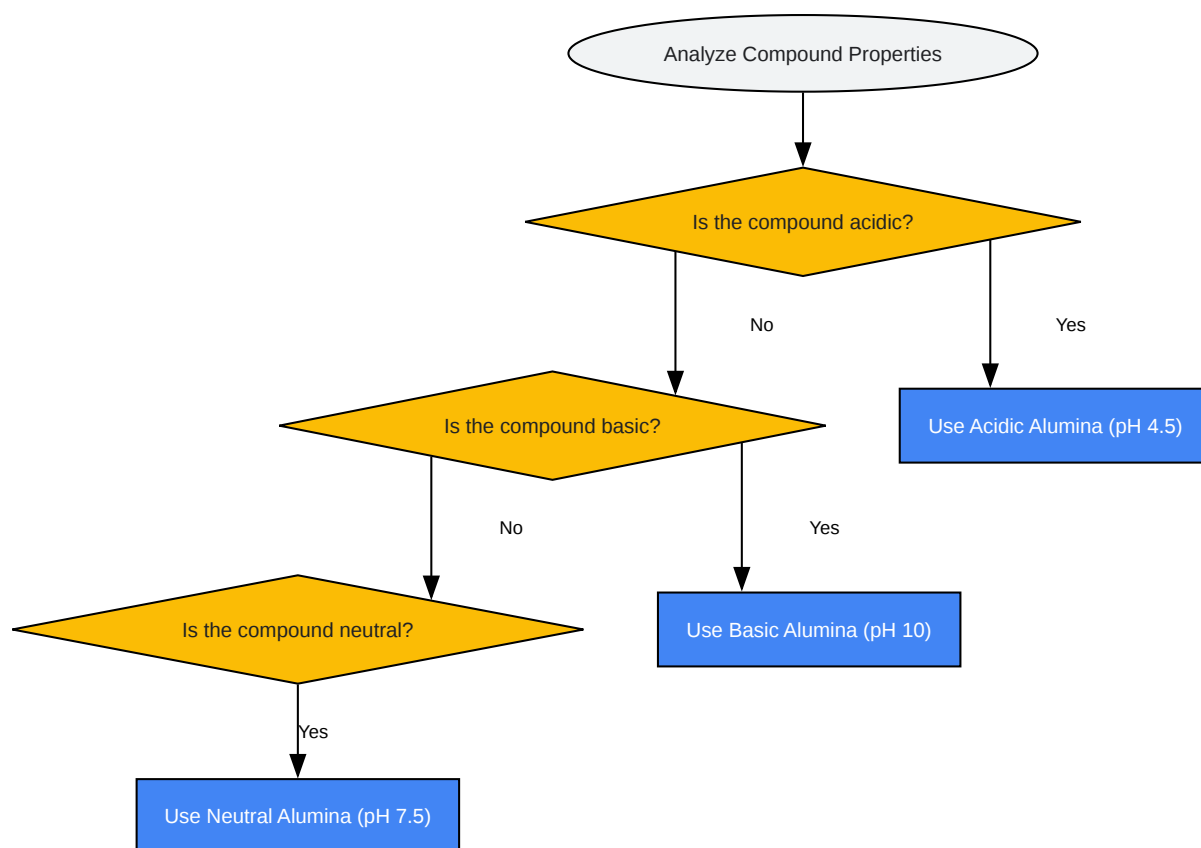 Analyze Compound Properties
Is the compound acidic?
No
Yes
Use Acidic Alumina (pH 4.5)
Is the compound basic?
No
Yes
Use Basic Alumina (pH 10)
Is the compound neutral?
Yes
Use Neutral Alumina (pH 7.5)